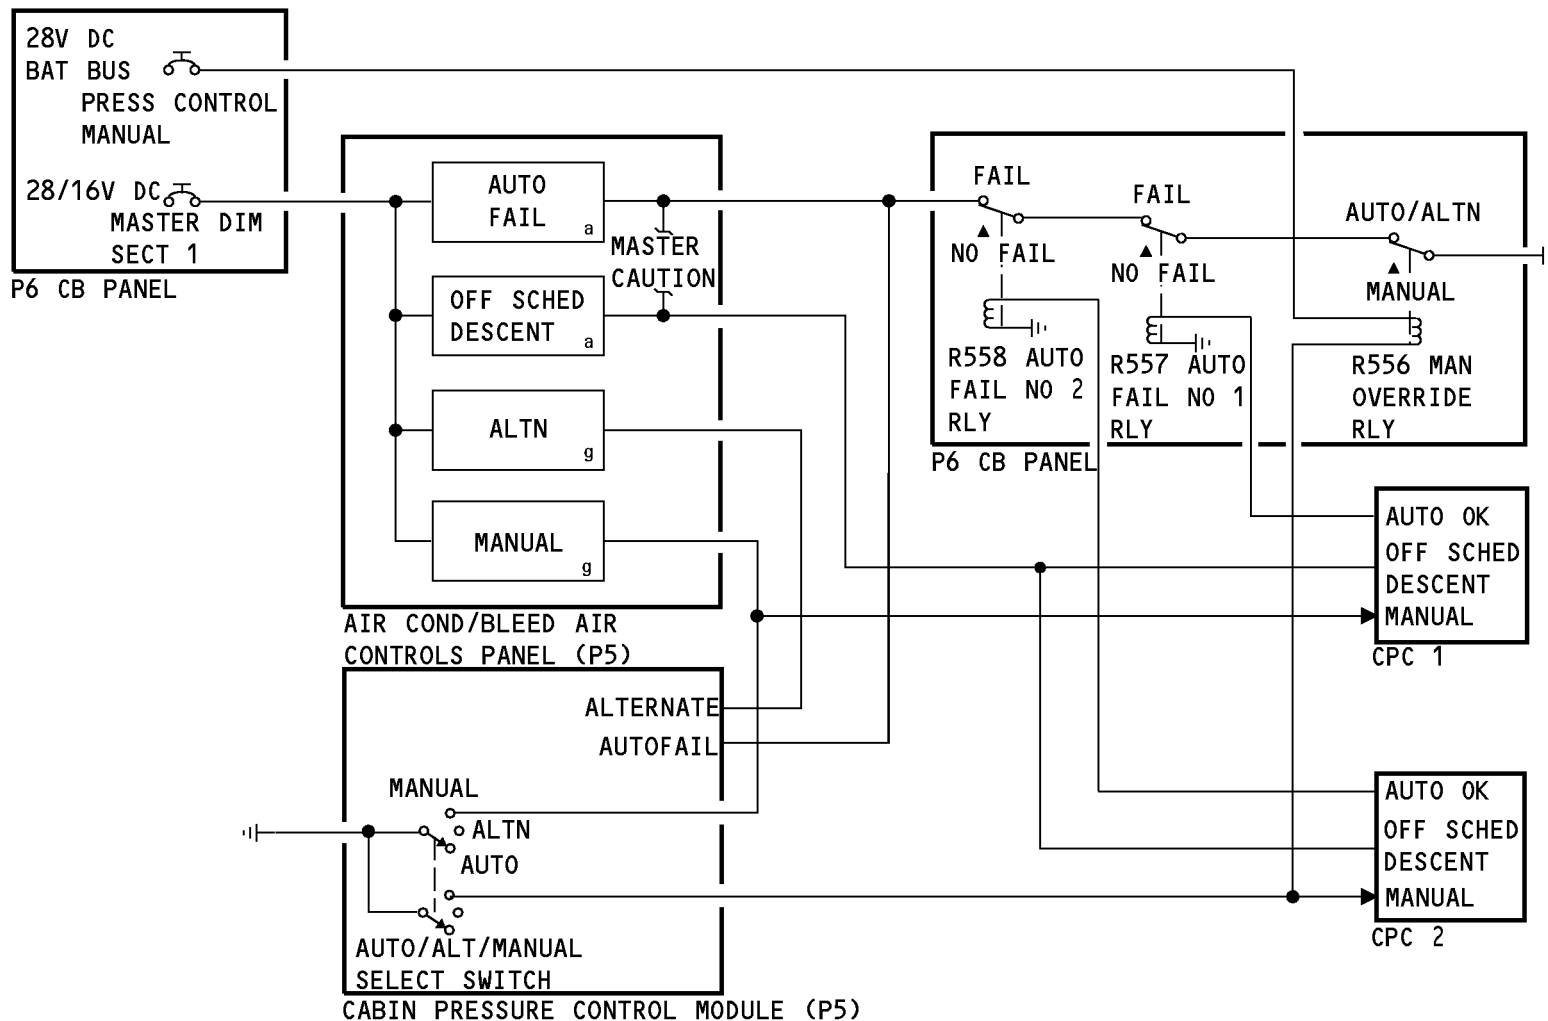 28V DC
BAT BUS
PRESS CONTROL
MANUAL
28/16V DC
MASTER DIM
SECT 1
P6 CB PANEL
AUTO
FAIL
a
MASTER
CAUTION
OFF SCHED
DESCENT
a
ALTN
g
MANUAL
g
AIR COND/BLEED AIR
CONTROLS PANEL (P5)
FAIL
NO FAIL
FAIL
NO FAIL
AUTO/ALTN
MANUAL
R558 AUTO
FAIL NO 2
RLY
R557 AUTO
FAIL NO 1
RLY
R556 MAN
OVERRIDE
RLY
P6 CB PANEL
AUTO OK
OFF SCHED
DESCENT
MANUAL
CPC 1
ALTERNATE
AUTOFAIL
MANUAL
ALTN
AUTO
AUTO/ALT/MANUAL
SELECT SWITCH
CABIN PRESSURE CONTROL MODULE (P5)
AUTO OK
OFF SCHED
DESCENT
MANUAL
CPC 2